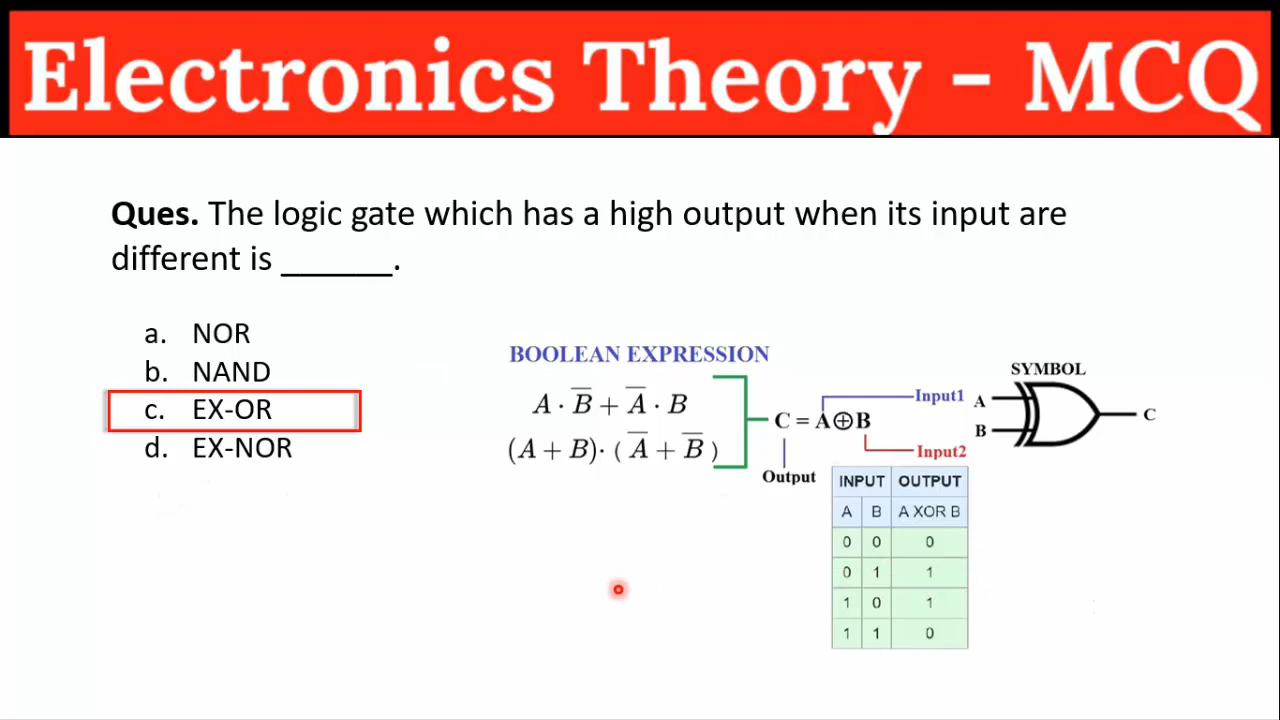 Electronics Theory - MCQ
Ques. The logic gate which has a high output when its input are
different is ______.
a. NOR
b. NAND
c. EX-OR
d. EX-NOR
BOOLEAN EXPRESSION
A · B̅ + A̅ · B
(A + B)· ( A̅ + B̅ )
C = A⊕B
Input1
Input2
Output
SYMBOL
A
B
C
INPUT OUTPUT
A B A XOR B
0 0 0
0 1 1
1 0 1
1 1 0